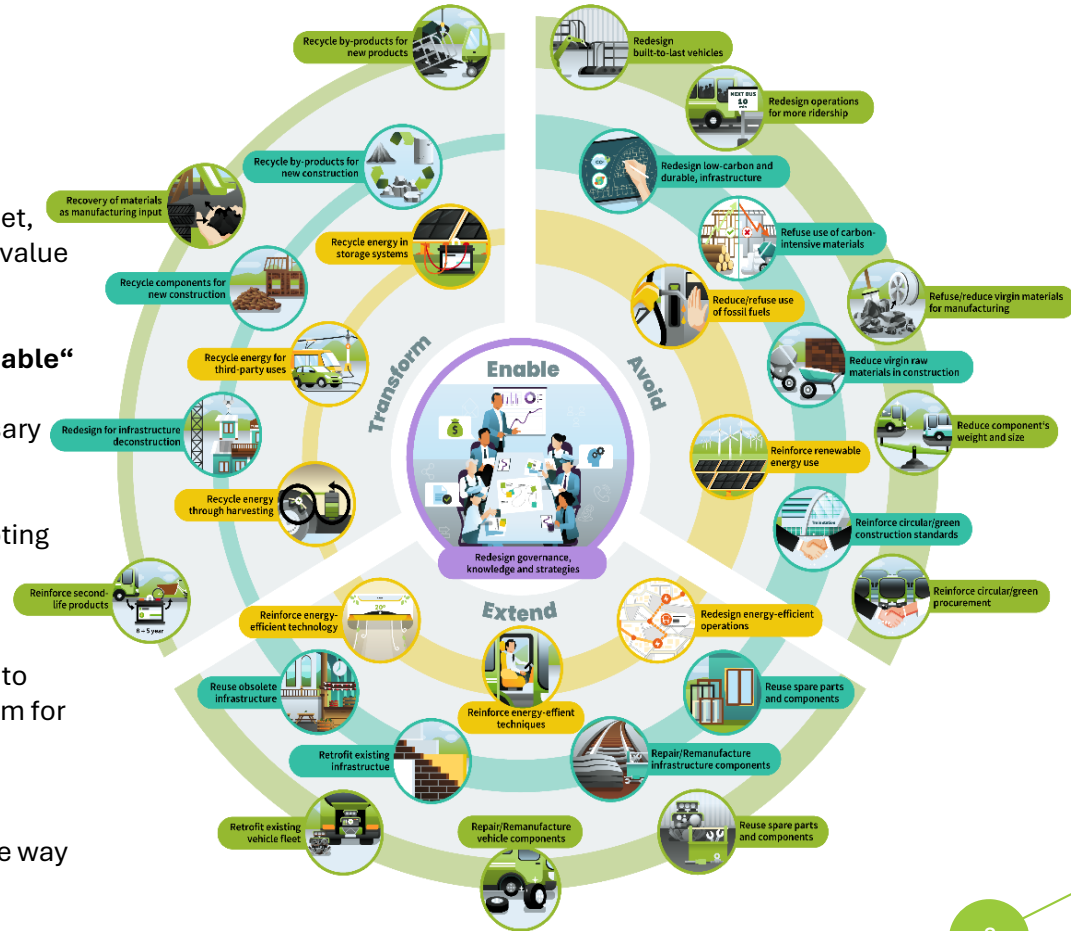 et,
value
able“
sary
oting
to
m for
e way
Recycle by-products for
new products
Recycle by-products for
new construction
Recovery of materials
as manufacturing input
Recycle energy in
storage systems
Recycle components for
new construction
Recycle energy for
third-party uses
Redesign for infrastructure
deconstruction
Recycle energy
through harvesting
Reinforce second-
life products
Transform
Redesign
built-to-last vehicles
NEXT BUS
10
min
Redesign operations
for more ridership
Redesign low-carbon and
durable, infrastructure
Refuse use of carbon-
intensive materials
Reduce/refuse use
of fossil fuels
Refuse/reduce virgin materials
for manufacturing
Reduce virgin raw
materials in construction
Reduce component's
weight and size
Reinforce renewable
energy use
Reinforce circular/green
construction standards
Reinforce circular/green
procurement
Avoid
Enable
Redesign governance,
knowledge and strategies
Extend
Reinforce energy-
efficient technology
20°
Redesign energy-efficient
operations
Reinforce energy-effient
techniques
Reuse obsolete
infrastructure
Reuse spare parts
and components
Retrofit existing
infrastructue
Repair/Remanufacture
infrastructure components
Retrofit existing
vehicle fleet
Repair/Remanufacture
vehicle components
Reuse spare parts
and components